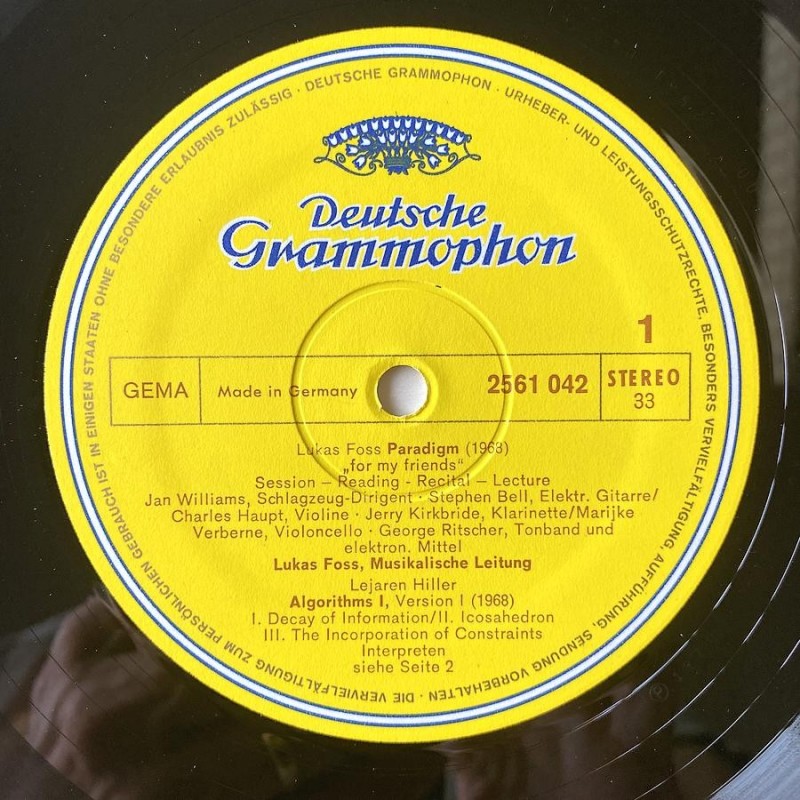 DEUTSCHE GRAMMOPHON · URHEBER- UND LEISTUNGSSCHUTZRECHTE, BESONDERS VERVIELFÄLTIGUNG, AUFFÜHRUNG, SENDUNG VORBEHALTEN · DIE VERVIELFÄLTIGUNG ZUM PERSÖNLICHEN GEBRAUCH IST IN EINIGEN STAATEN OHNE BESONDERE ERLAUBNIS ZULÄSSIG ·
Deutsche
Grammophon
1
GEMA
Made in Germany
2561 042
STEREO
33
Lukas Foss Paradigm (1968)
„for my friends“
Session – Reading - Recital – Lecture
Jan Williams, Schlagzeug-Dirigent · Stephen Bell, Elektr. Gitarre/
Charles Haupt, Violine · Jerry Kirkbride, Klarinette/Marijke
Verberne, Violoncello · George Ritscher, Tonband und
elektron. Mittel
Lukas Foss, Musikalische Leitung
Lejaren Hiller
Algorithms I, Version I (1968)
I. Decay of Information/II. Icosahedron
III. The Incorporation of Constraints
Interpreten
siehe Seite 2